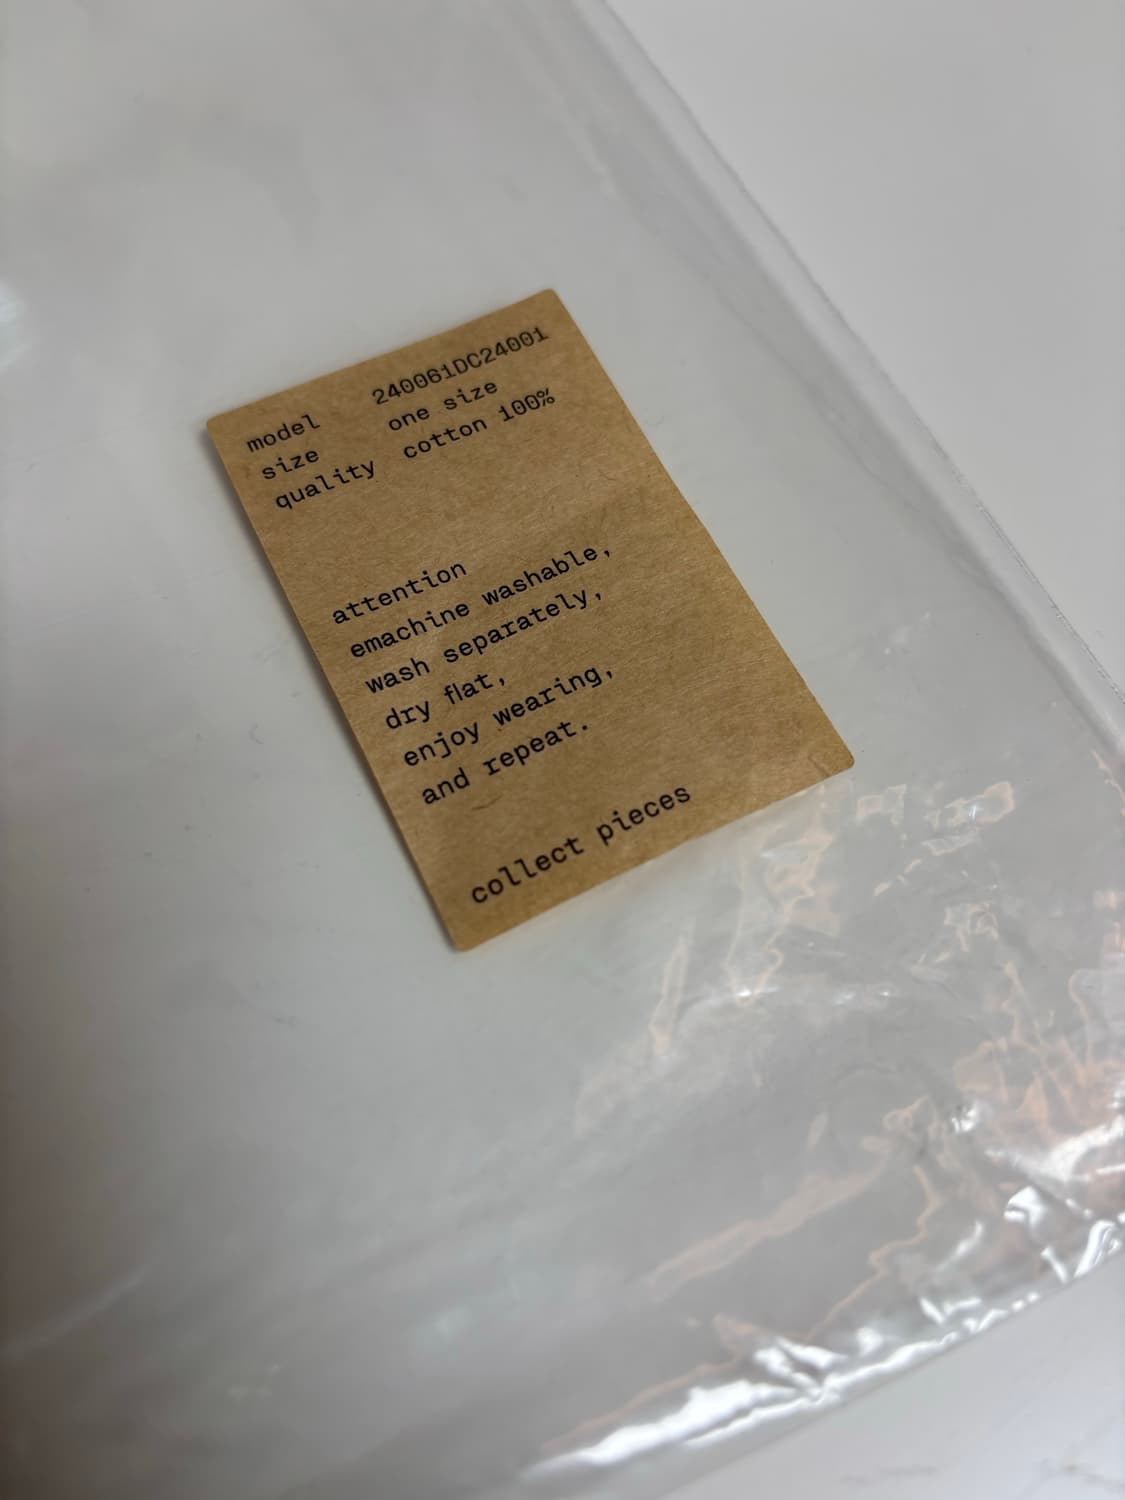 model 240061DC24001
size one size
quality cotton 100%
attention
emachine washable,
wash separately,
dry flat,
enjoy wearing,
and repeat.
collect pieces